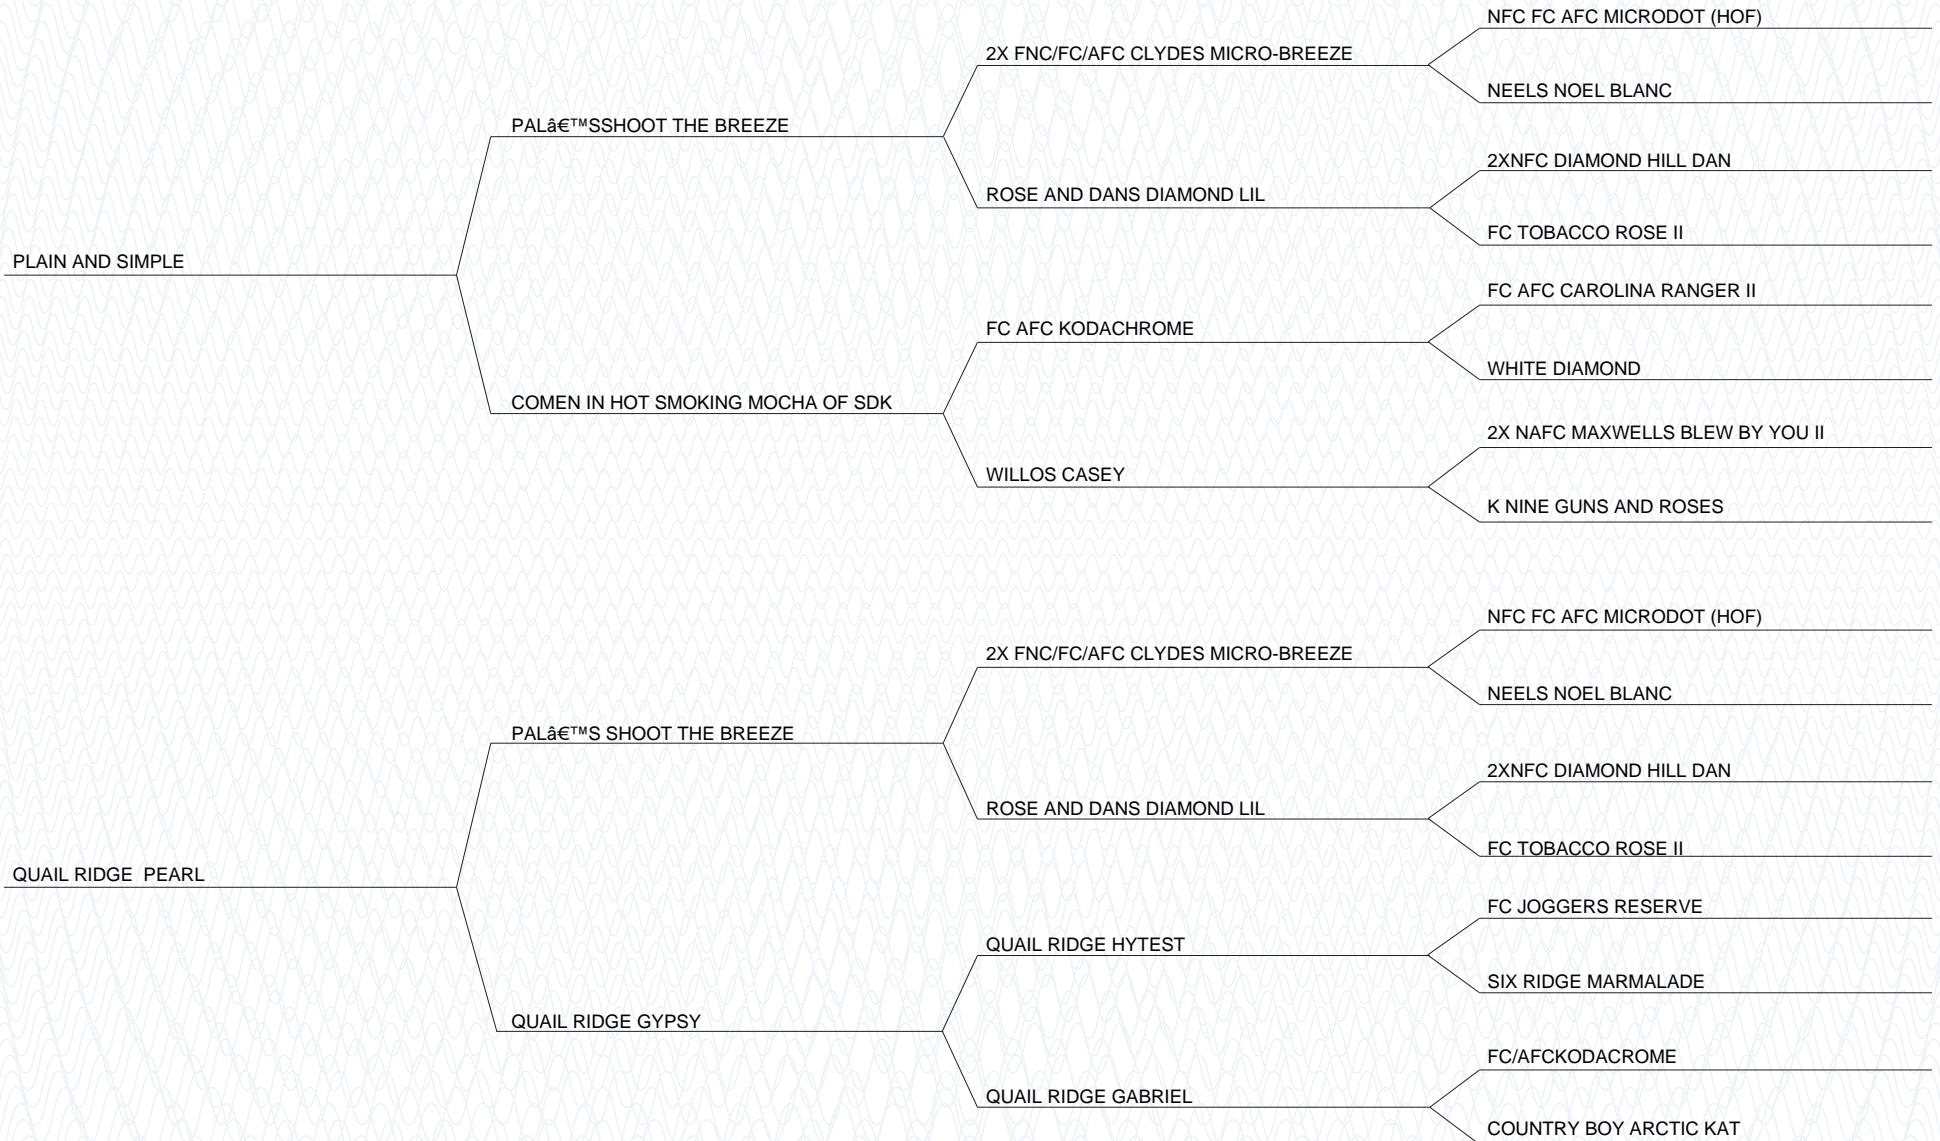 NFC FC AFC MICRODOT (HOF)
2X FNC/FC/AFC CLYDES MICRO-BREEZE
NEELS NOEL BLANC
PALâ€™SSHOOT THE BREEZE
2XNFC DIAMOND HILL DAN
ROSE AND DANS DIAMOND LIL
FC TOBACCO ROSE II
PLAIN AND SIMPLE
FC AFC CAROLINA RANGER II
FC AFC KODACHROME
WHITE DIAMOND
COMEN IN HOT SMOKING MOCHA OF SDK
2X NAFC MAXWELLS BLEW BY YOU II
WILLOS CASEY
K NINE GUNS AND ROSES
NFC FC AFC MICRODOT (HOF)
2X FNC/FC/AFC CLYDES MICRO-BREEZE
NEELS NOEL BLANC
PALâ€™S SHOOT THE BREEZE
2XNFC DIAMOND HILL DAN
ROSE AND DANS DIAMOND LIL
FC TOBACCO ROSE II
QUAIL RIDGE  PEARL
FC JOGGERS RESERVE
QUAIL RIDGE HYTEST
SIX RIDGE MARMALADE
QUAIL RIDGE GYPSY
FC/AFCKODACROME
QUAIL RIDGE GABRIEL
COUNTRY BOY ARCTIC KAT